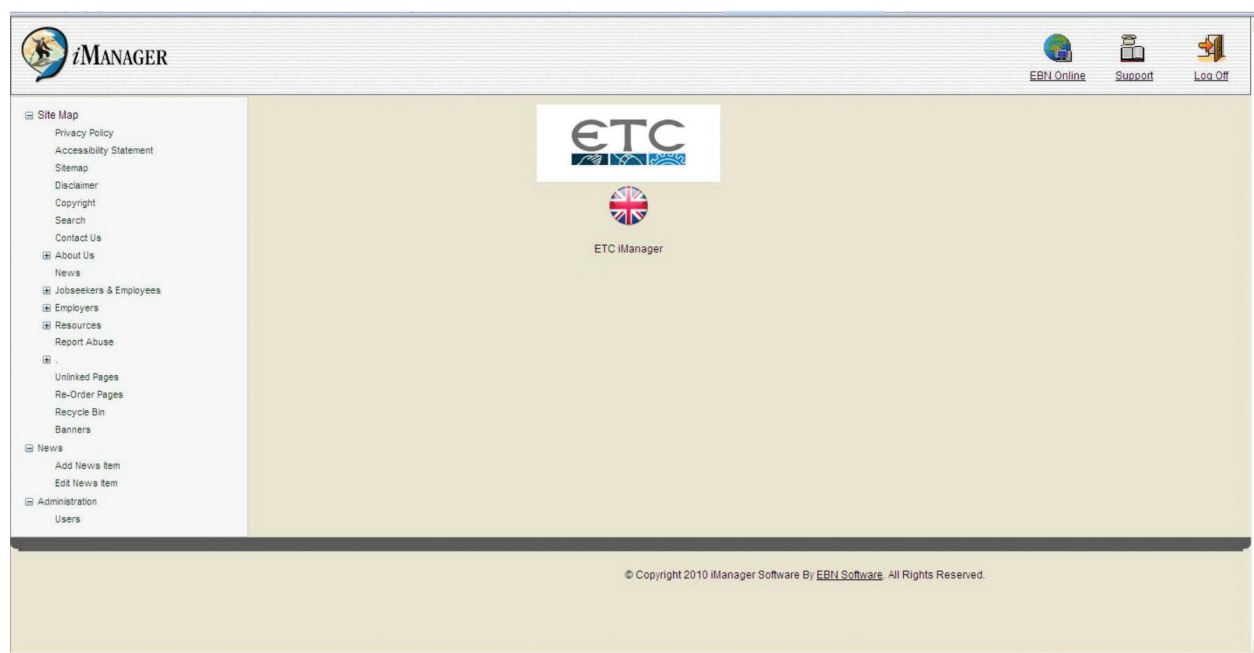 iManager
EBN Online
Support
Log Off
Site Map
Privacy Policy
Accessibility Statement
Sitemap
Disclaimer
Copyright
Search
Contact Us
About Us
News
Jobseekers & Employees
Employers
Resources
Report Abuse
.
Unlinked Pages
Re-Order Pages
Recycle Bin
Banners
News
Add News Item
Edit News Item
Administration
Users
ETC
ETC iManager
© Copyright 2010 iManager Software By EBN Software. All Rights Reserved.